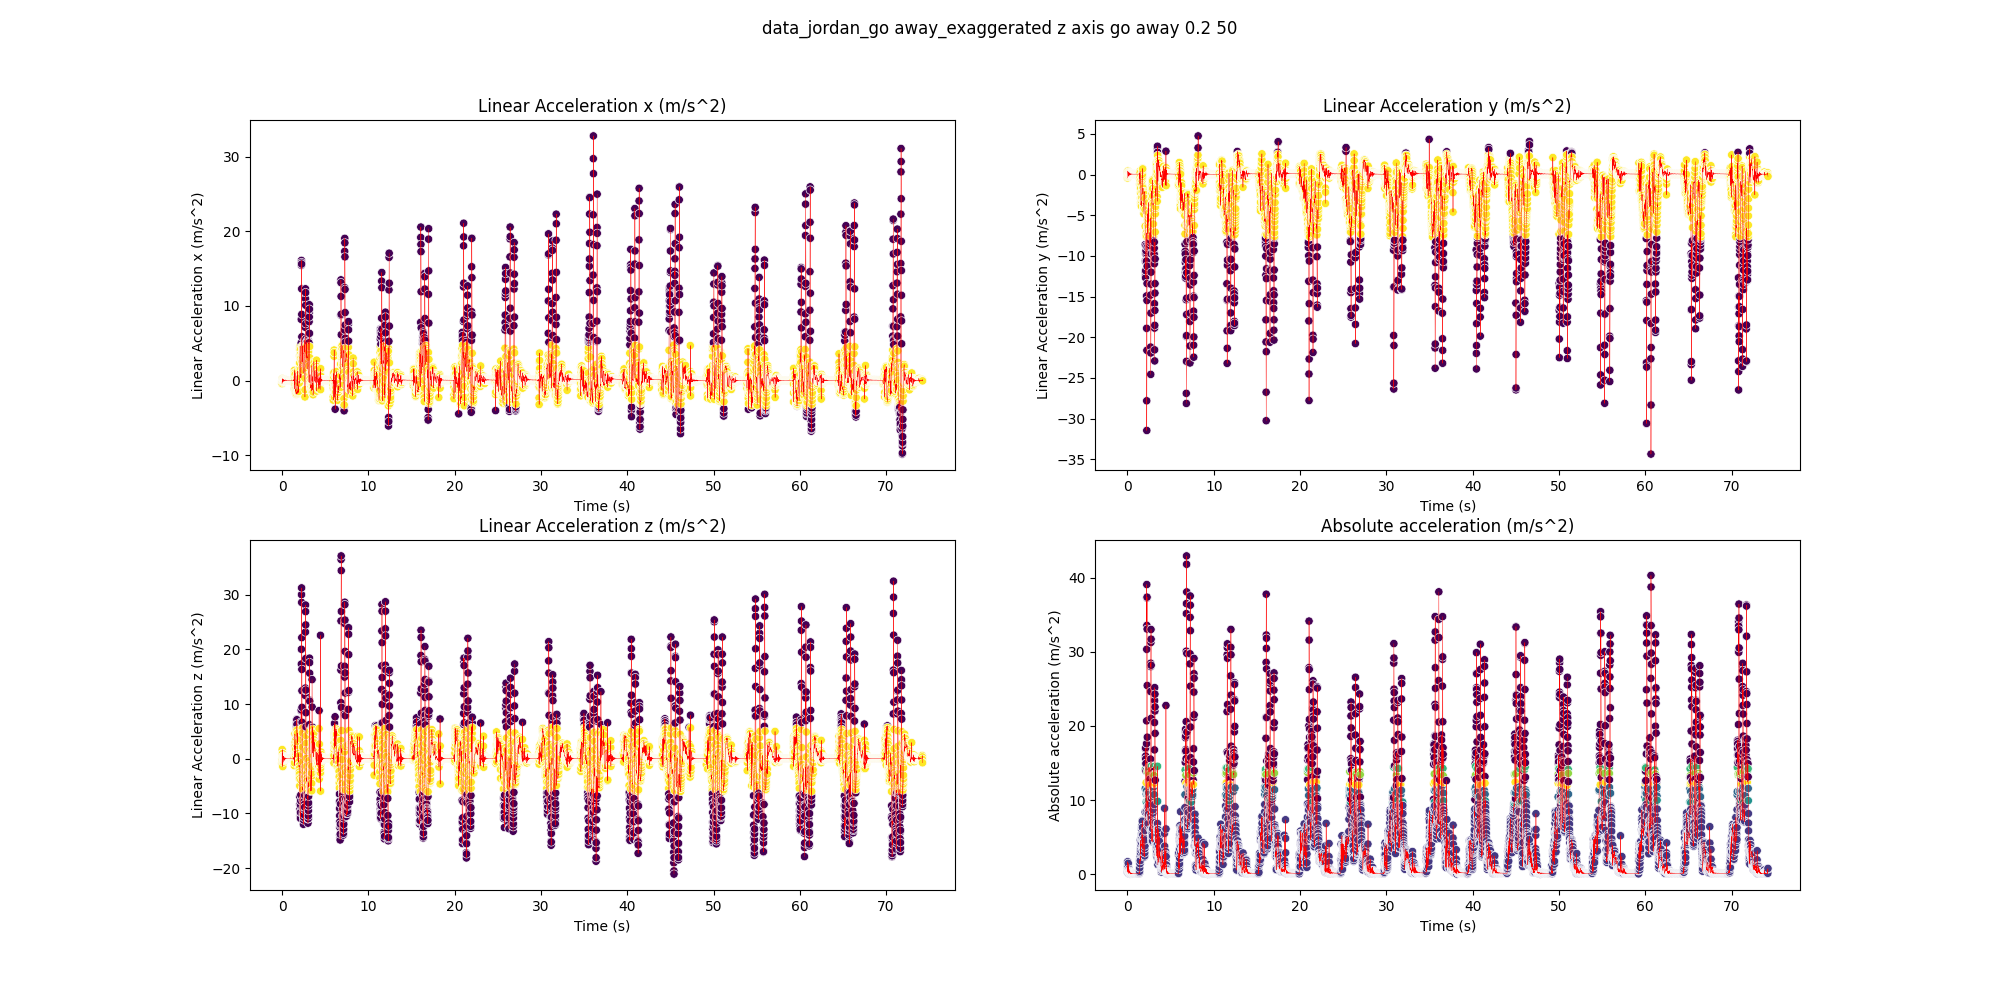 data_jordan_go away_exaggerated z axis go away 0.2 50
Linear Acceleration x (m/s^2)
Linear Acceleration x (m/s^2)
30
20
10
0
−10
0 10 20 30 40 50 60 70
Time (s)
Linear Acceleration y (m/s^2)
Linear Acceleration y (m/s^2)
5
0
−5
−10
−15
−20
−25
−30
−35
0 10 20 30 40 50 60 70
Time (s)
Linear Acceleration z (m/s^2)
Linear Acceleration z (m/s^2)
30
20
10
0
−10
−20
0 10 20 30 40 50 60 70
Time (s)
Absolute acceleration (m/s^2)
Absolute acceleration (m/s^2)
40
30
20
10
0
0 10 20 30 40 50 60 70
Time (s)